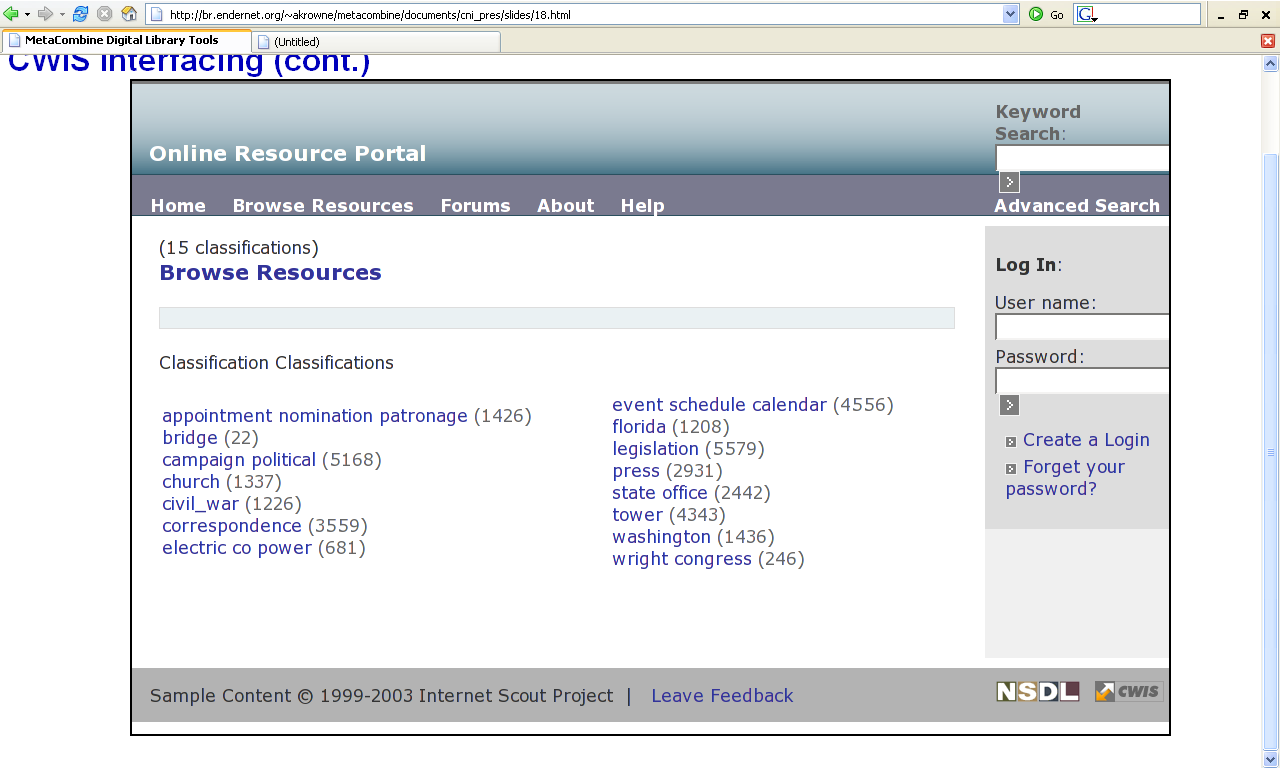 http://br.endernet.org/~akrowne/metacombine/documents/cni_pres/slides/18.html
Go
G
MetaCombine Digital Library Tools
(Untitled)
CWIS Interfacing (cont.)
Keyword
Search:
Online Resource Portal
Home Browse Resources Forums About Help
Advanced Search
(15 classifications)
Browse Resources
Classification Classifications
appointment nomination patronage (1426)
bridge (22)
campaign political (5168)
church (1337)
civil_war (1226)
correspondence (3559)
electric co power (681)
event schedule calendar (4556)
florida (1208)
legislation (5579)
press (2931)
state office (2442)
tower (4343)
washington (1436)
wright congress (246)
Log In:
User name:
Password:
Create a Login
Forget your
password?
Sample Content © 1999-2003 Internet Scout Project | Leave Feedback
NSDL CWIS